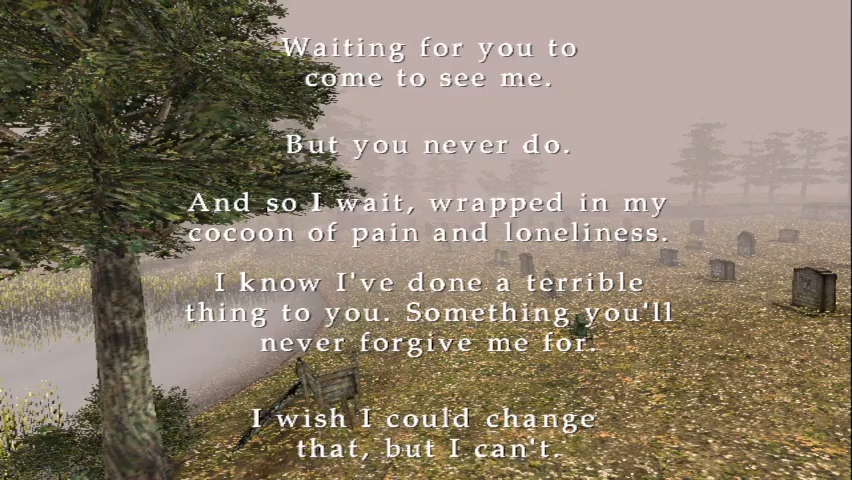 Waiting for you to
come to see me.
But you never do.
And so I wait, wrapped in my
cocoon of pain and loneliness.
I know I've done a terrible
thing to you. Something you'll
never forgive me for.
I wish I could change
that, but I can't.